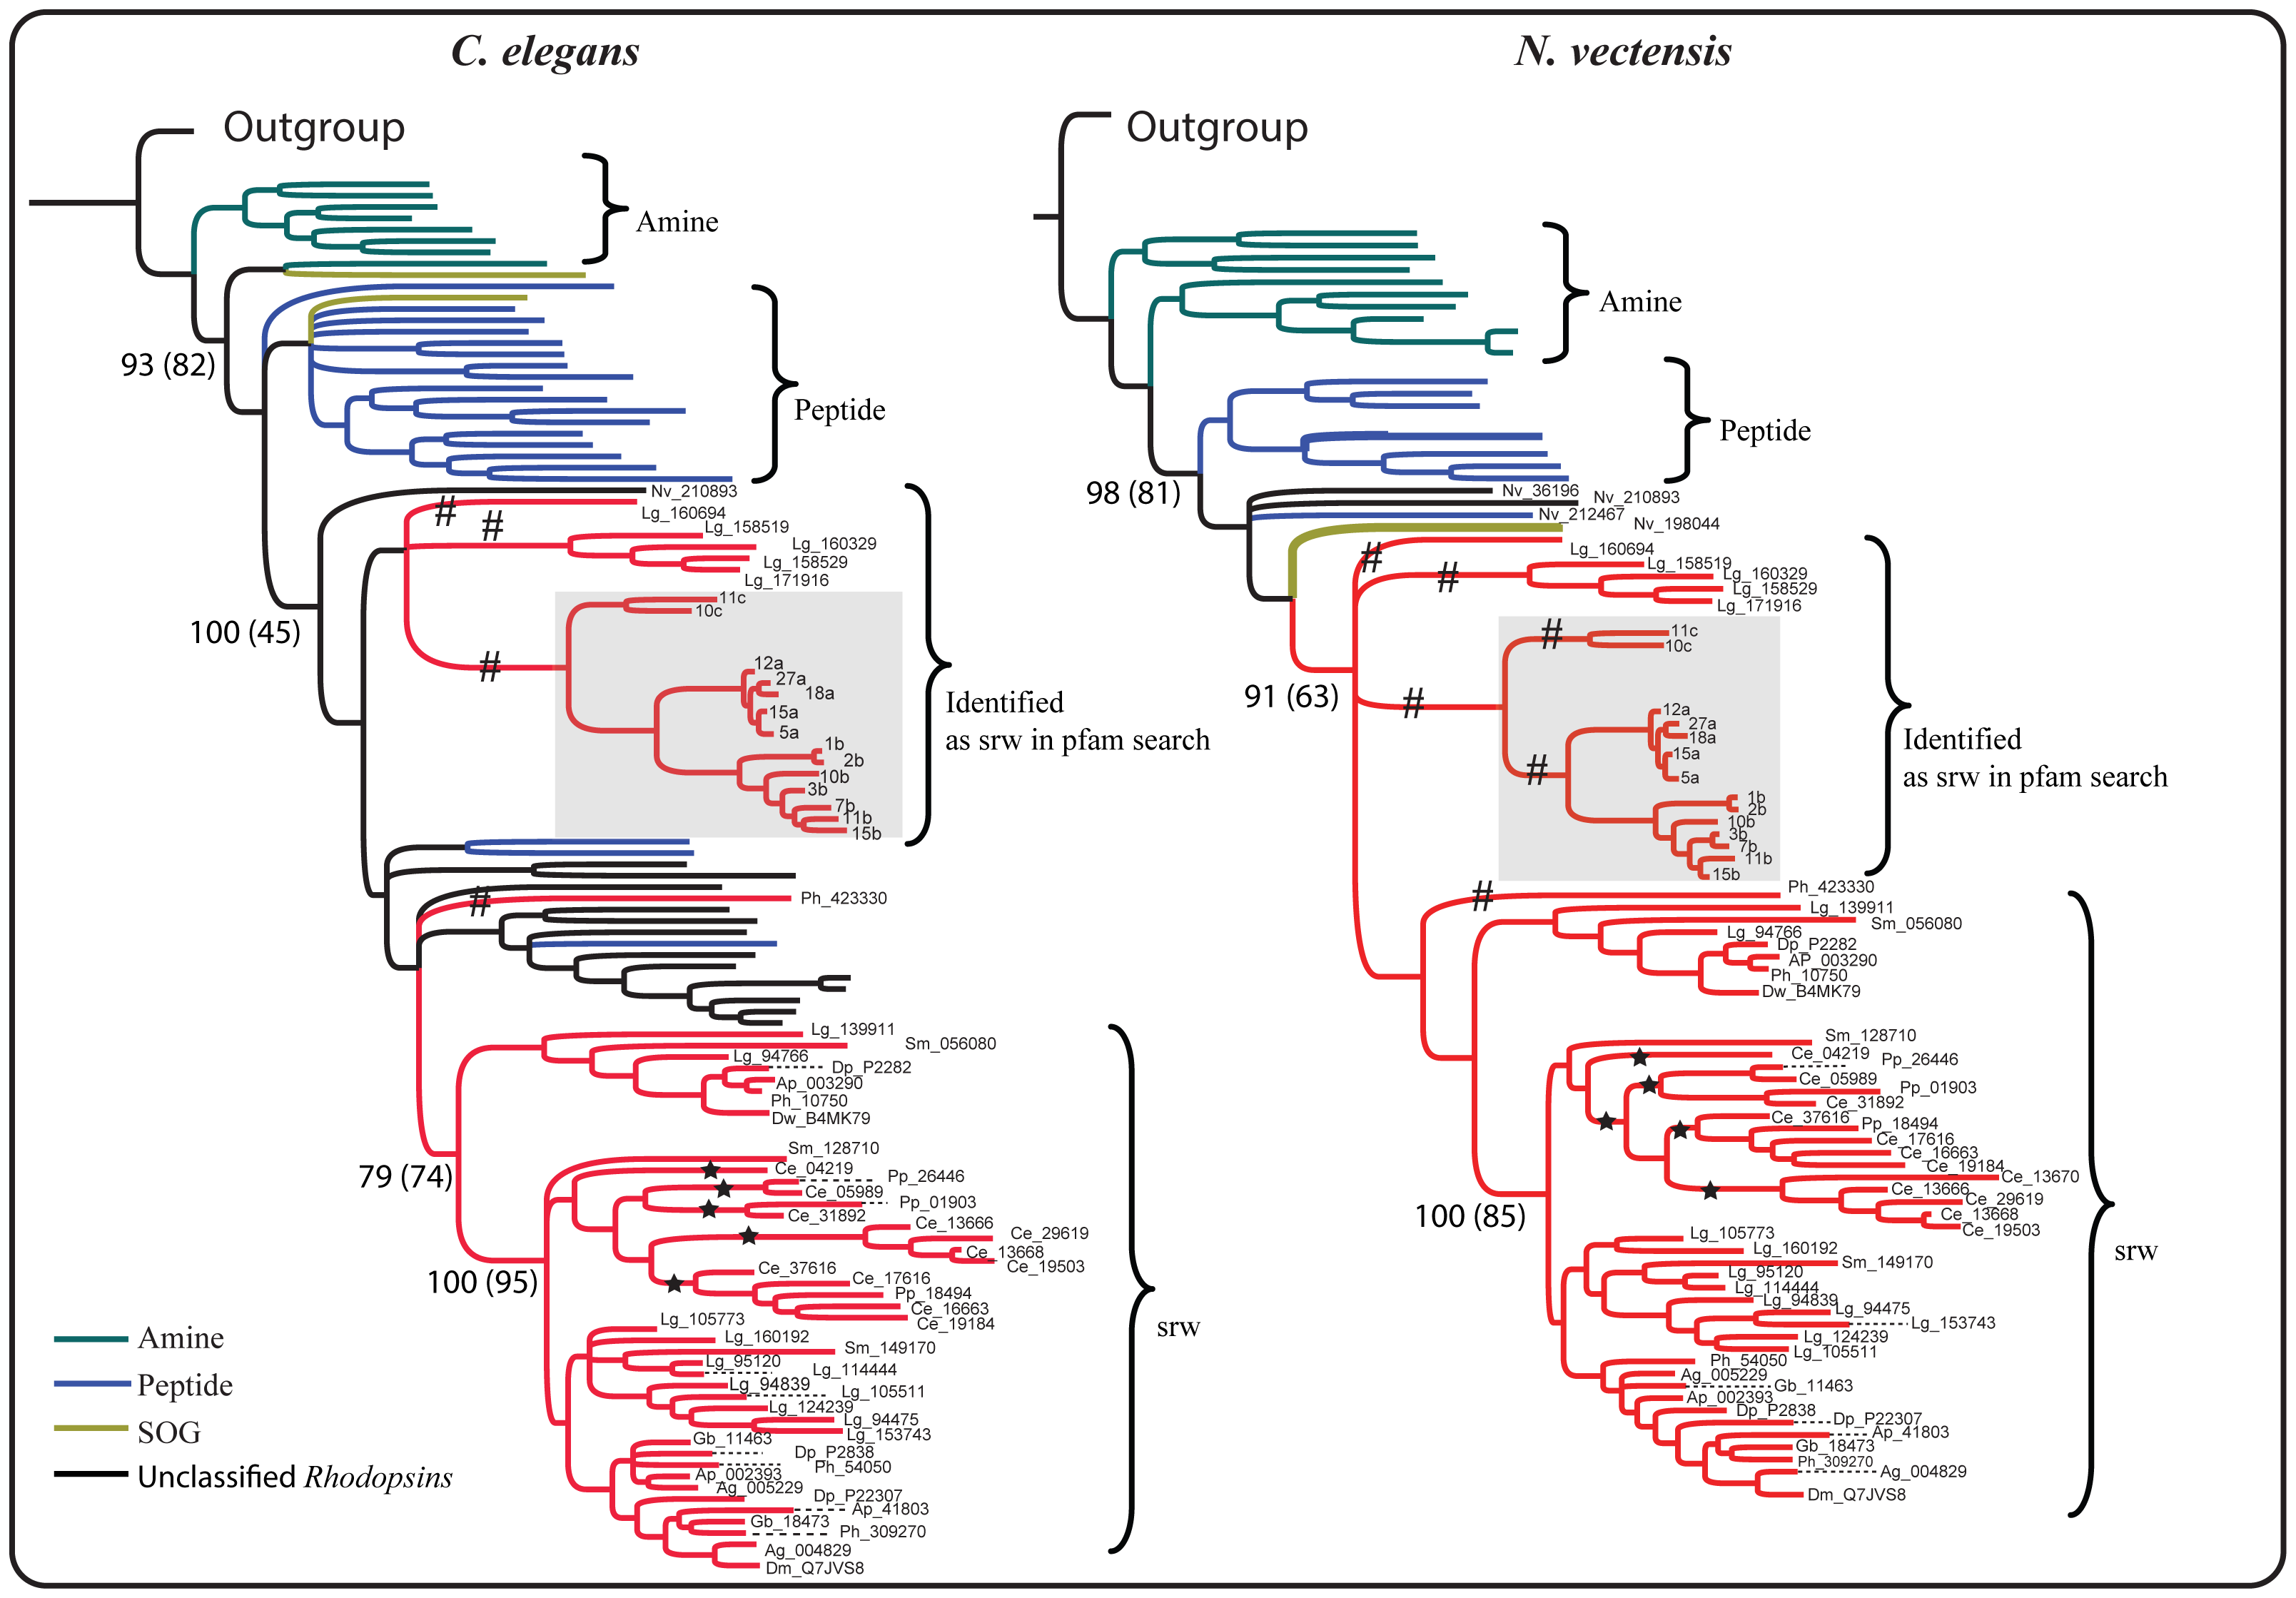 C. elegans
Outgroup
Amine
93 (82)
Peptide
Nv_210893
#
Lg_160694
#
Lg_158519
Lg_160329
Lg_158529
Lg_171916
11c
10c
100 (45)
#
12a
27a
18a
15a
5a
1b
2b
10b
3b
7b
11b
15b
Identified
as srw in pfam search
#
Ph_423330
Lg_139911
Sm_056080
Lg_94766
Dp_P2282
Ap_003290
Ph_10750
Dw_B4MK79
79 (74)
Sm_128710
Ce_04219
Pp_26446
Ce_05989
Pp_01903
Ce_31892
Ce_13666
Ce_29619
Ce_13668
Ce_19503
100 (95)
Ce_37616
Ce_17616
Pp_18494
Ce_16663
Ce_19184
Lg_105773
Lg_160192
Sm_149170
Lg_95120
Lg_114444
Lg_94839
Lg_105511
Lg_124239
Lg_94475
Lg_153743
Gb_11463
Dp_P2838
Ph_54050
Ap_002393
Ag_005229
Dp_P22307
Ap_41803
Gb_18473
Ph_309270
Ag_004829
Dm_Q7JVS8
srw
Amine
Peptide
SOG
Unclassified Rhodopsins
N. vectensis
Outgroup
Amine
Peptide
98 (81)
Nv_36196
Nv_210893
Nv_212467
Nv_198044
#
Lg_160694
#
Lg_158519
Lg_160329
Lg_158529
Lg_171916
#
11c
10c
91 (63)
#
12a
27a
18a
15a
5a
#
1b
2b
10b
3b
7b
11b
15b
Identified
as srw in pfam search
#
Ph_423330
Lg_139911
Sm_056080
Lg_94766
Dp_P2282
AP_003290
Ph_10750
Dw_B4MK79
Sm_128710
Ce_04219
Pp_26446
Ce_05989
Pp_01903
Ce_31892
Ce_37616
Pp_18494
Ce_17616
Ce_16663
Ce_19184
Ce_13670
Ce_13666
Ce_29619
Ce_13668
Ce_19503
100 (85)
Lg_105773
Lg_160192
Sm_149170
Lg_95120
Lg_114444
Lg_94839
Lg_94475
Lg_153743
Lg_124239
Lg_105511
Ph_54050
Ag_005229
Gb_11463
Ap_002393
Dp_P2838
Dp_P22307
Ap_41803
Gb_18473
Ph_309270
Ag_004829
Dm_Q7JVS8
srw